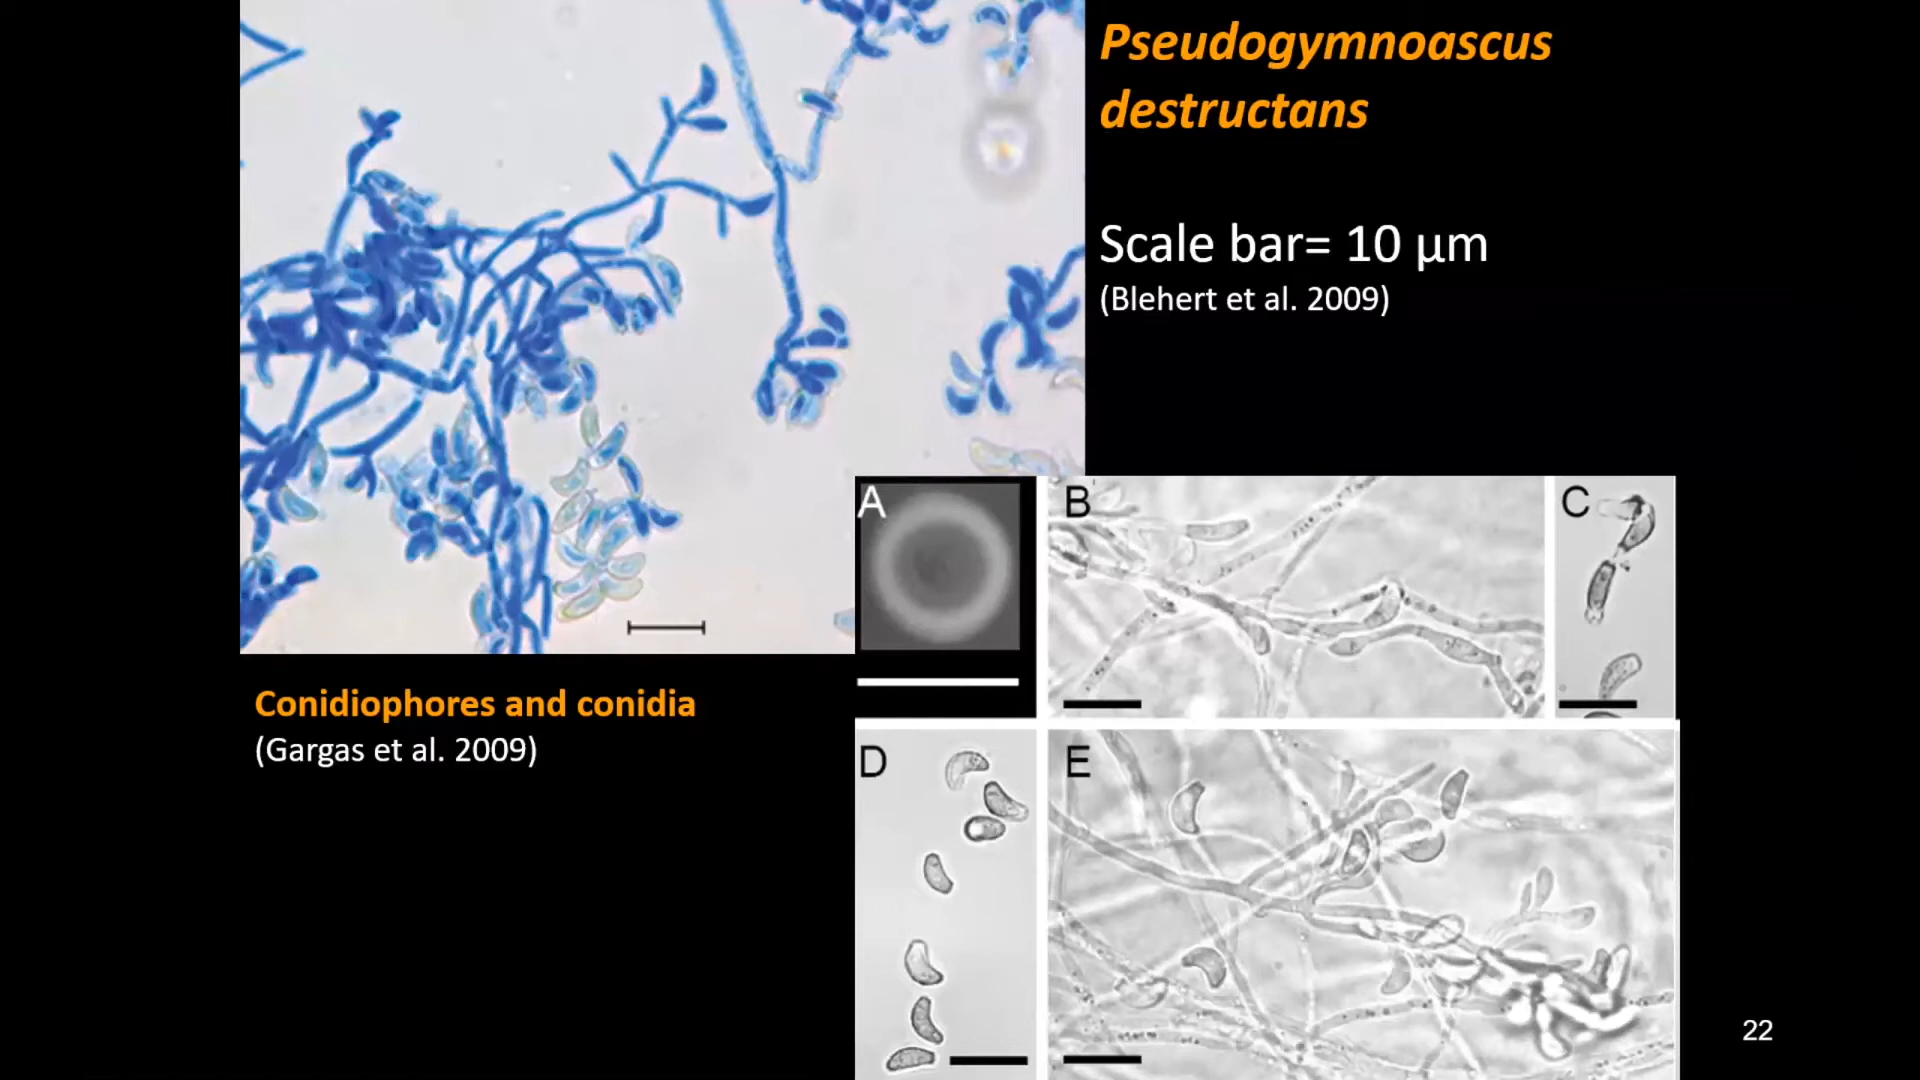 Pseudogymnoascus
destructans
Scale bar= 10 µm
(Blehert et al. 2009)
A
B
C
Conidiophores and conidia
(Gargas et al. 2009)
D
E
22